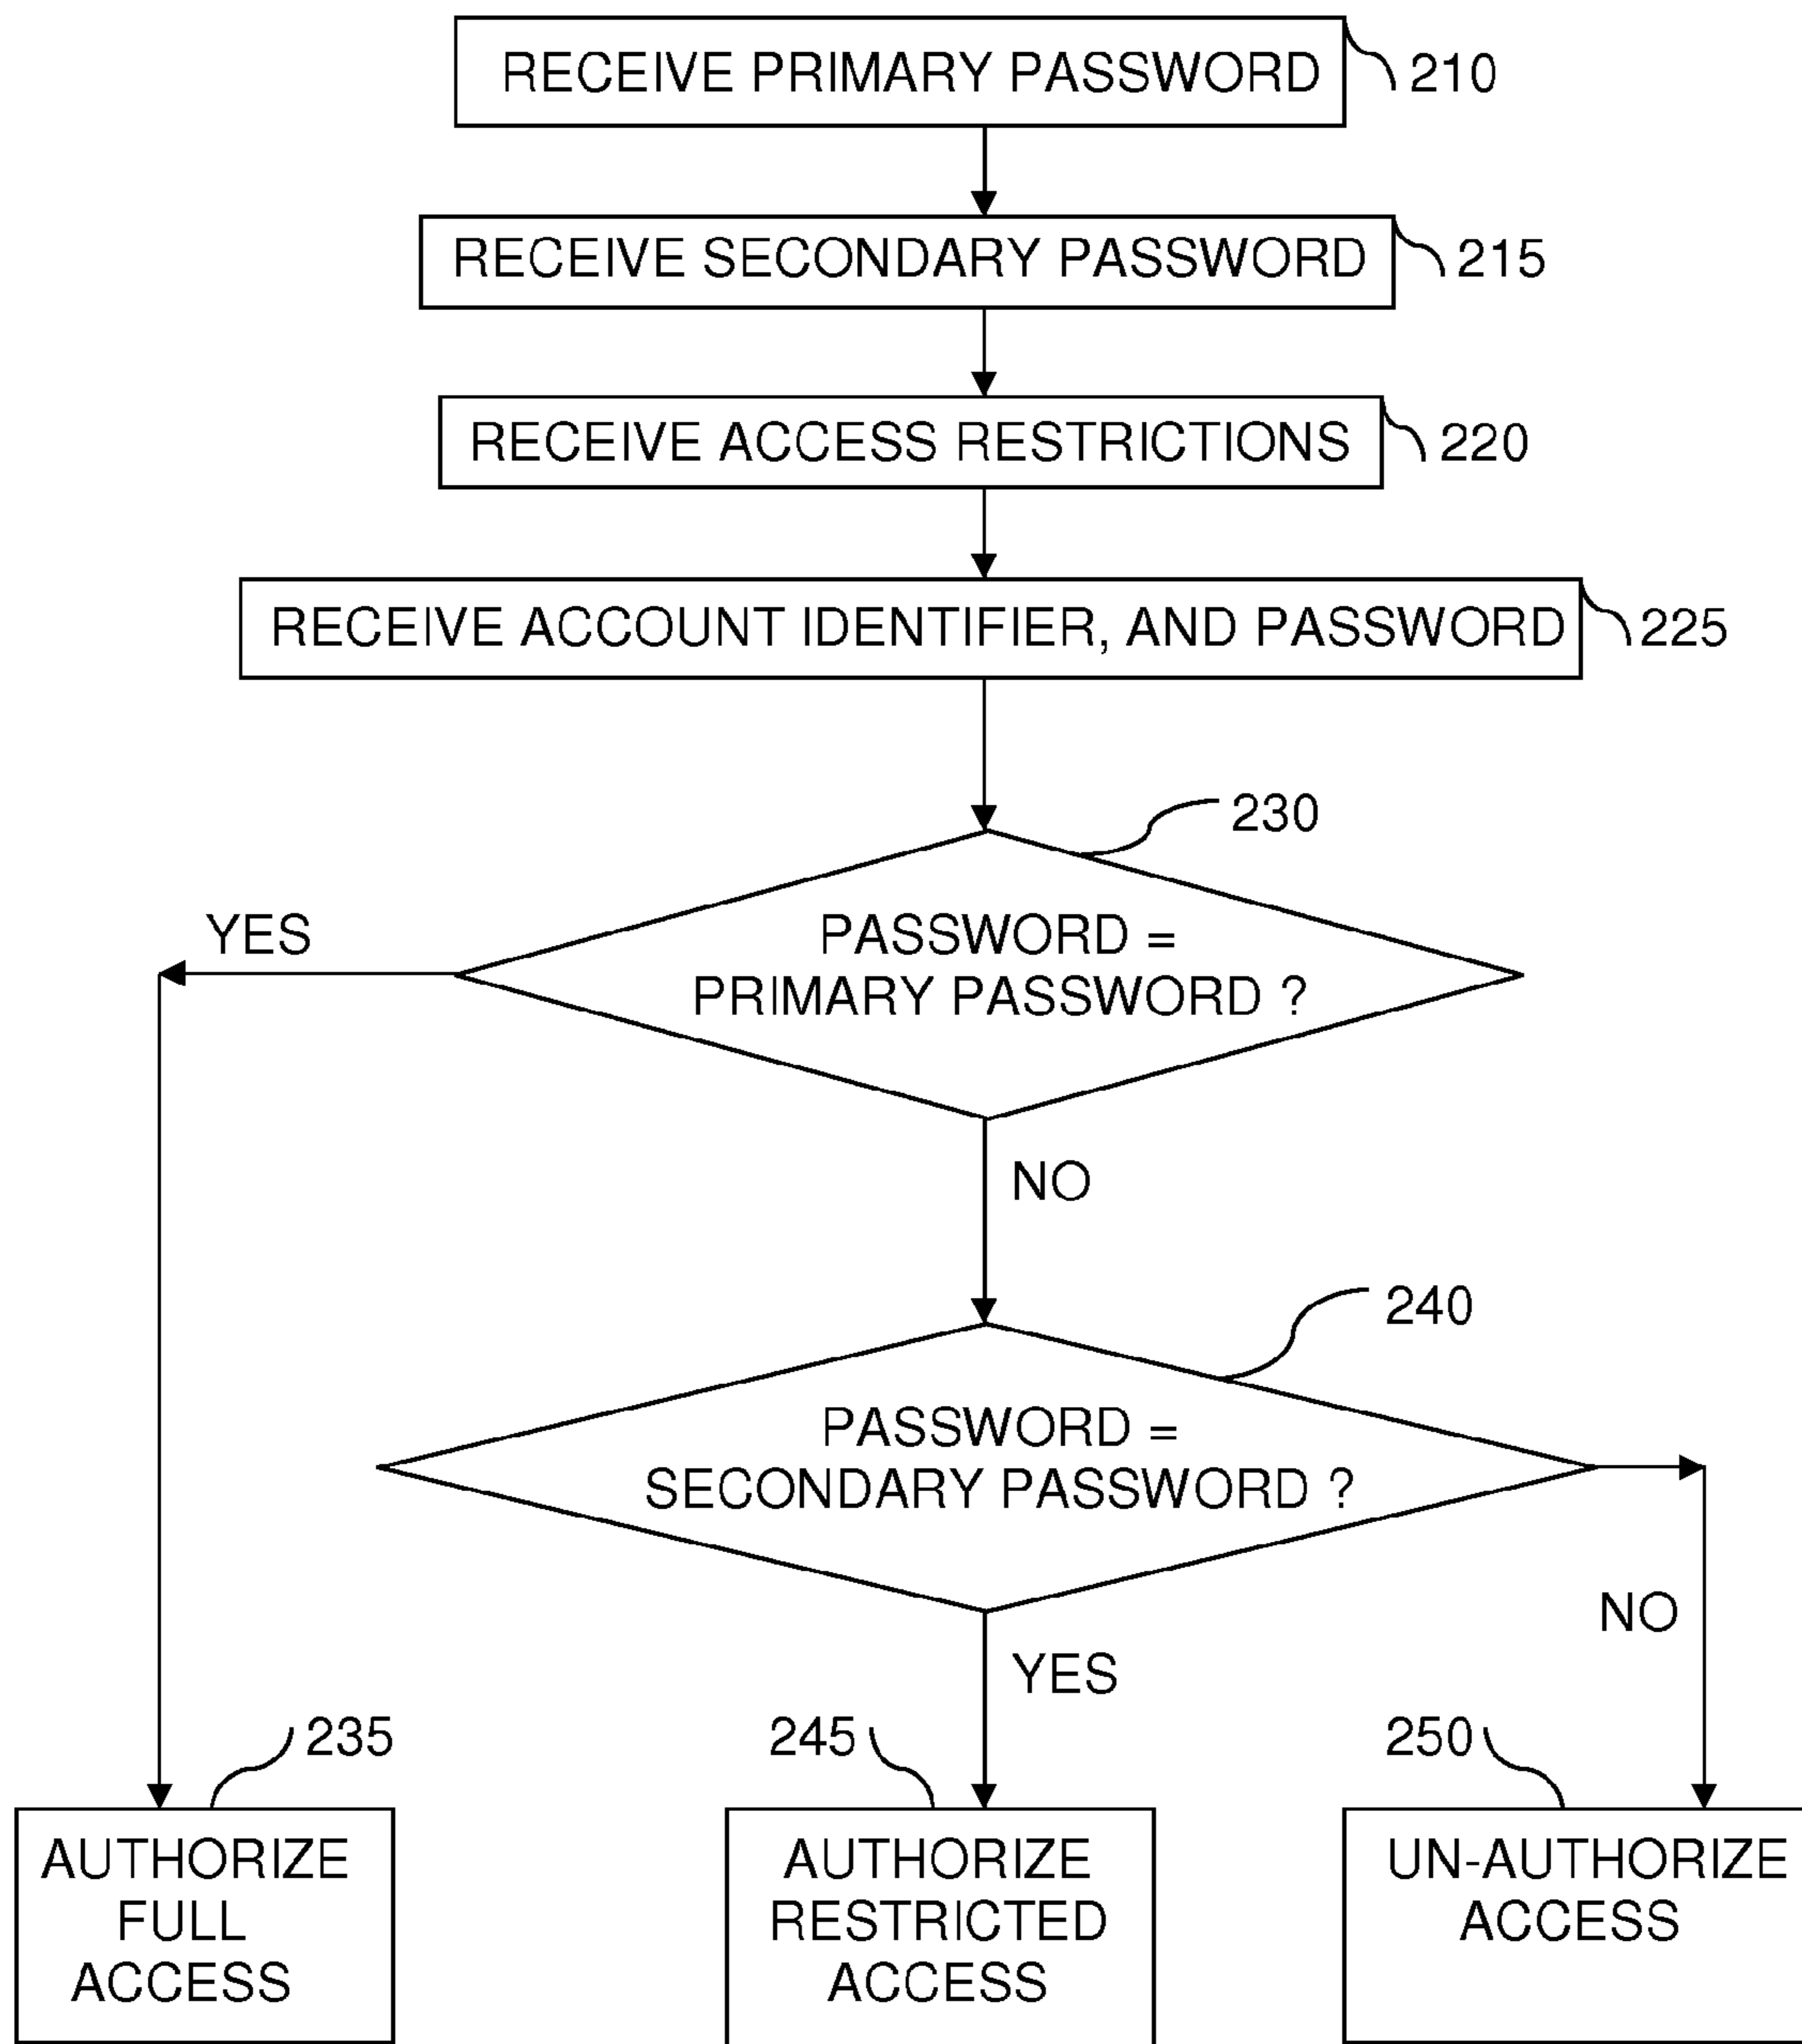 RECEIVE PRIMARY PASSWORD 210
RECEIVE SECONDARY PASSWORD 215
RECEIVE ACCESS RESTRICTIONS 220
RECEIVE ACCOUNT IDENTIFIER, AND PASSWORD 225
230
YES
PASSWORD =
PRIMARY PASSWORD ?
NO
240
PASSWORD =
SECONDARY PASSWORD ?
NO
YES
235
AUTHORIZE
FULL
ACCESS
245
AUTHORIZE
RESTRICTED
ACCESS
250
UN-AUTHORIZE
ACCESS